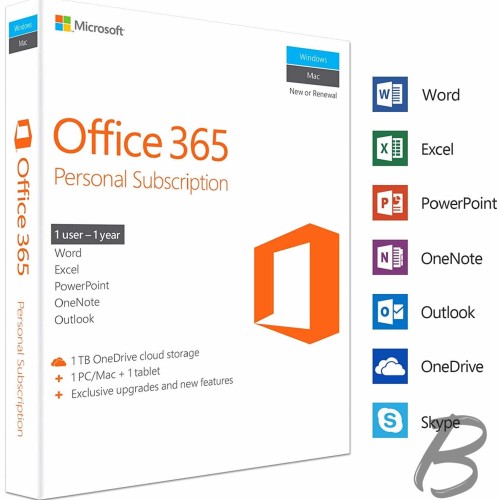 Windows
Mac
Office 365
Personal Subscription
Microsoft
Windows
Mac
New or Renewal
Office 365
Personal Subscription
1 user – 1 year
Word
Excel
PowerPoint
OneNote
Outlook
1 TB OneDrive cloud storage
+ 1 PC/Mac + 1 tablet
+ Exclusive upgrades and new features
W Word
X Excel
P PowerPoint
N OneNote
O Outlook
OneDrive
S Skype
B